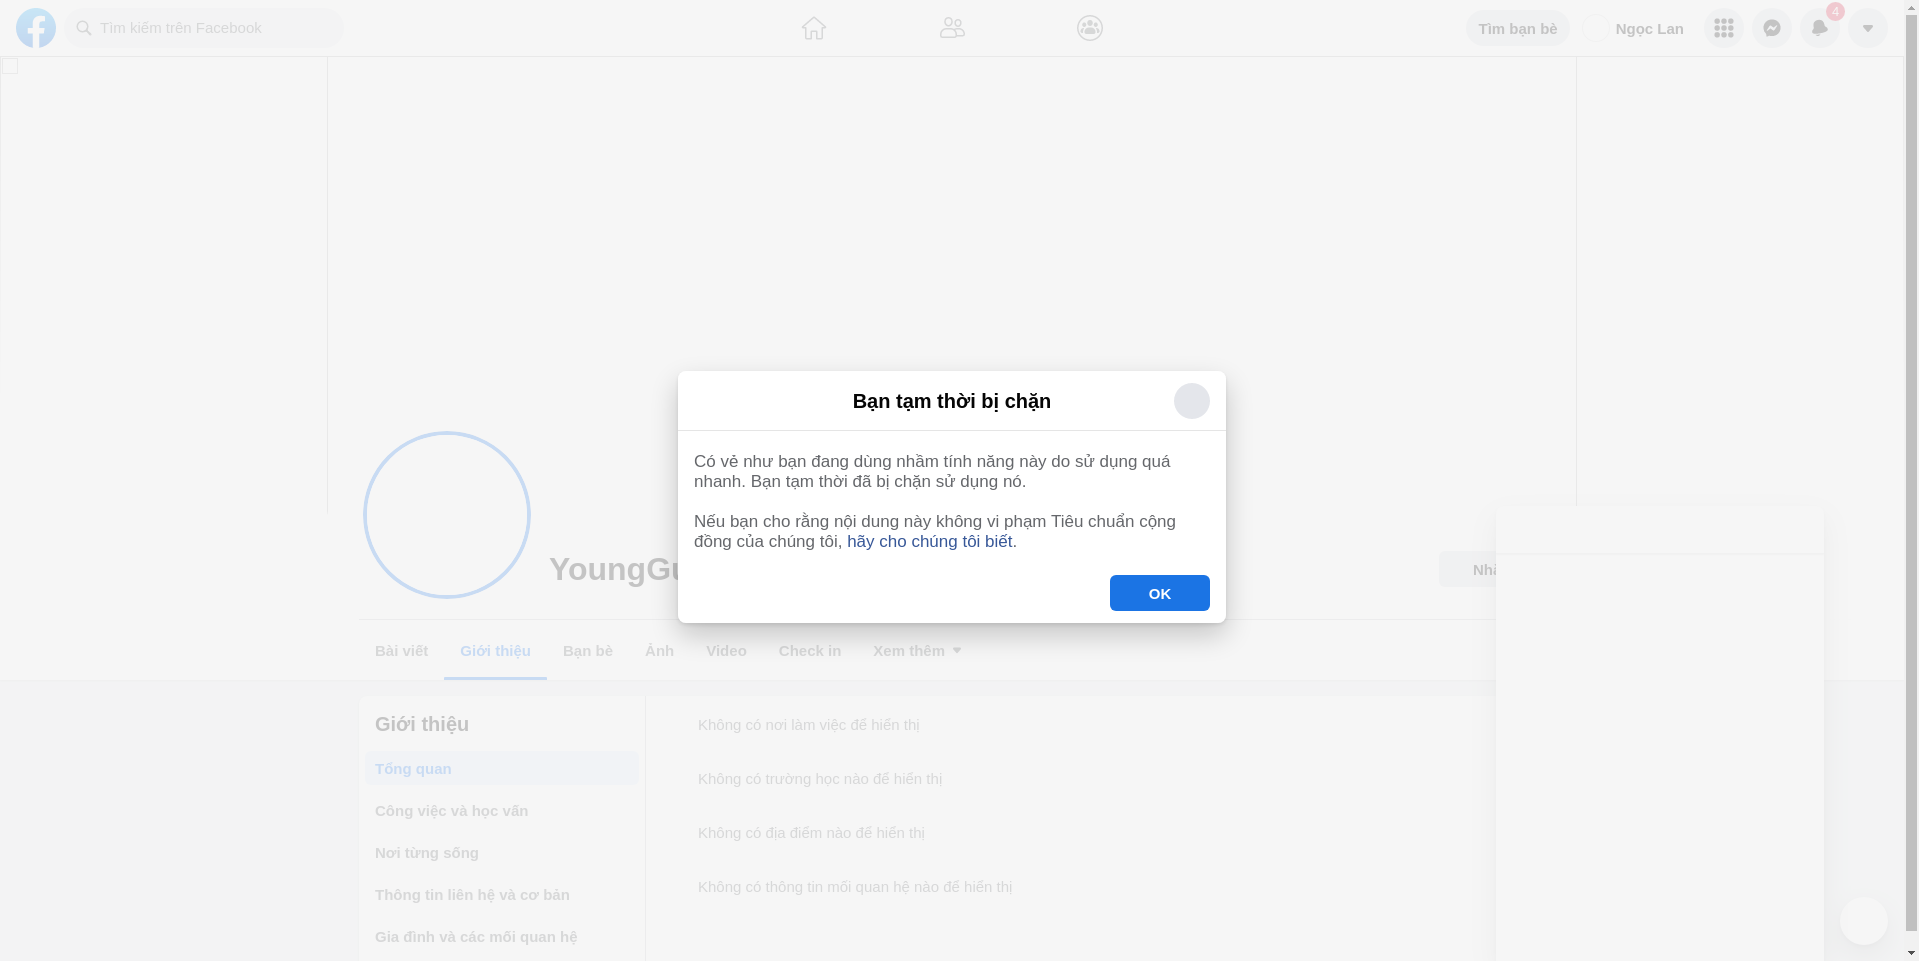 Tìm kiếm trên Facebook
Tìm bạn bè
Ngọc Lan
4
Bạn tạm thời bị chặn
Có vẻ như bạn đang dùng nhầm tính năng này do sử dụng quá
nhanh. Bạn tạm thời đã bị chặn sử dụng nó.
Nếu bạn cho rằng nội dung này không vi phạm Tiêu chuẩn cộng
đồng của chúng tôi, hãy cho chúng tôi biết.
OK
Bài viết
Giới thiệu
Bạn bè
Ảnh
Video
Check in
Xem thêm
Giới thiệu
Tổng quan
Công việc và học vấn
Nơi từng sống
Thông tin liên hệ và cơ bản
Gia đình và các mối quan hệ
Không có nơi làm việc để hiển thị
Không có trường học nào để hiển thị
Không có địa điểm nào để hiển thị
Không có thông tin mối quan hệ nào để hiển thị